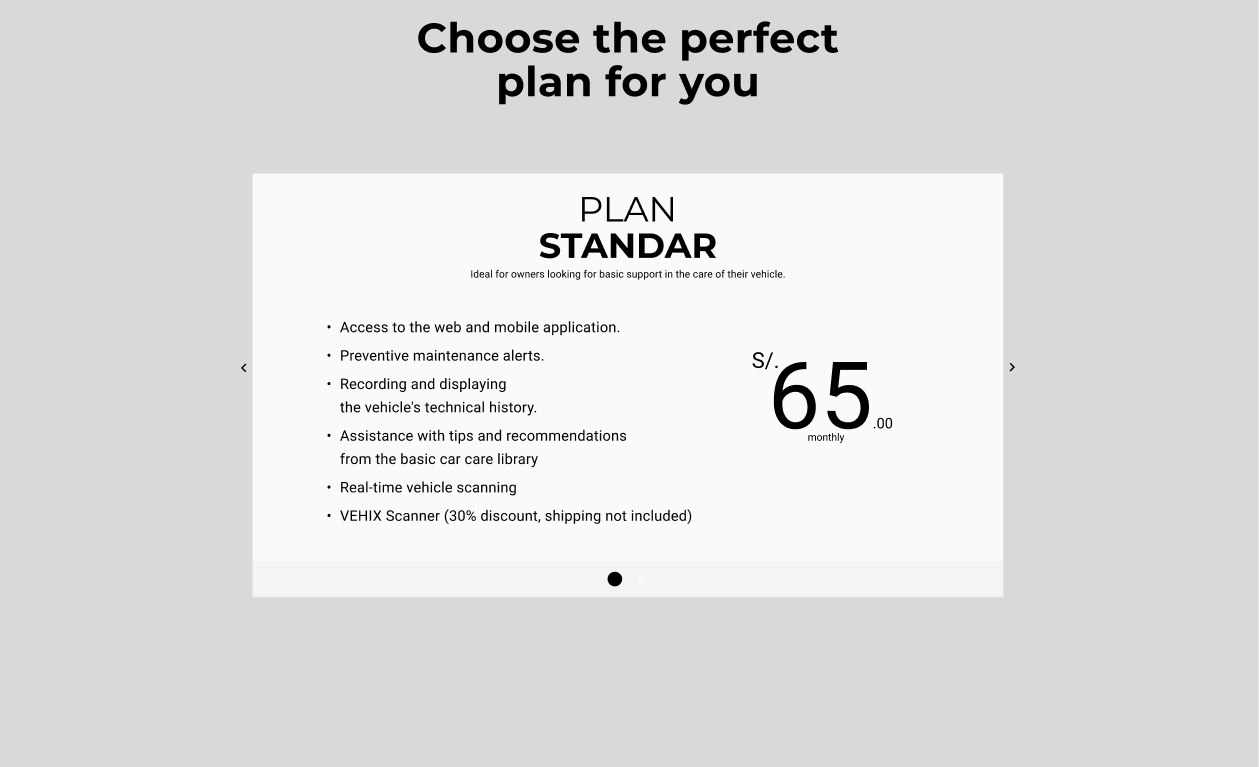 Choose the perfect
plan for you
PLAN
STANDAR
Ideal for owners looking for basic support in the care of their vehicle.
• Access to the web and mobile application.
• Preventive maintenance alerts.
• Recording and displaying
the vehicle's technical history.
• Assistance with tips and recommendations
from the basic car care library
• Real-time vehicle scanning
• VEHIX Scanner (30% discount, shipping not included)
S/.65.00
monthly